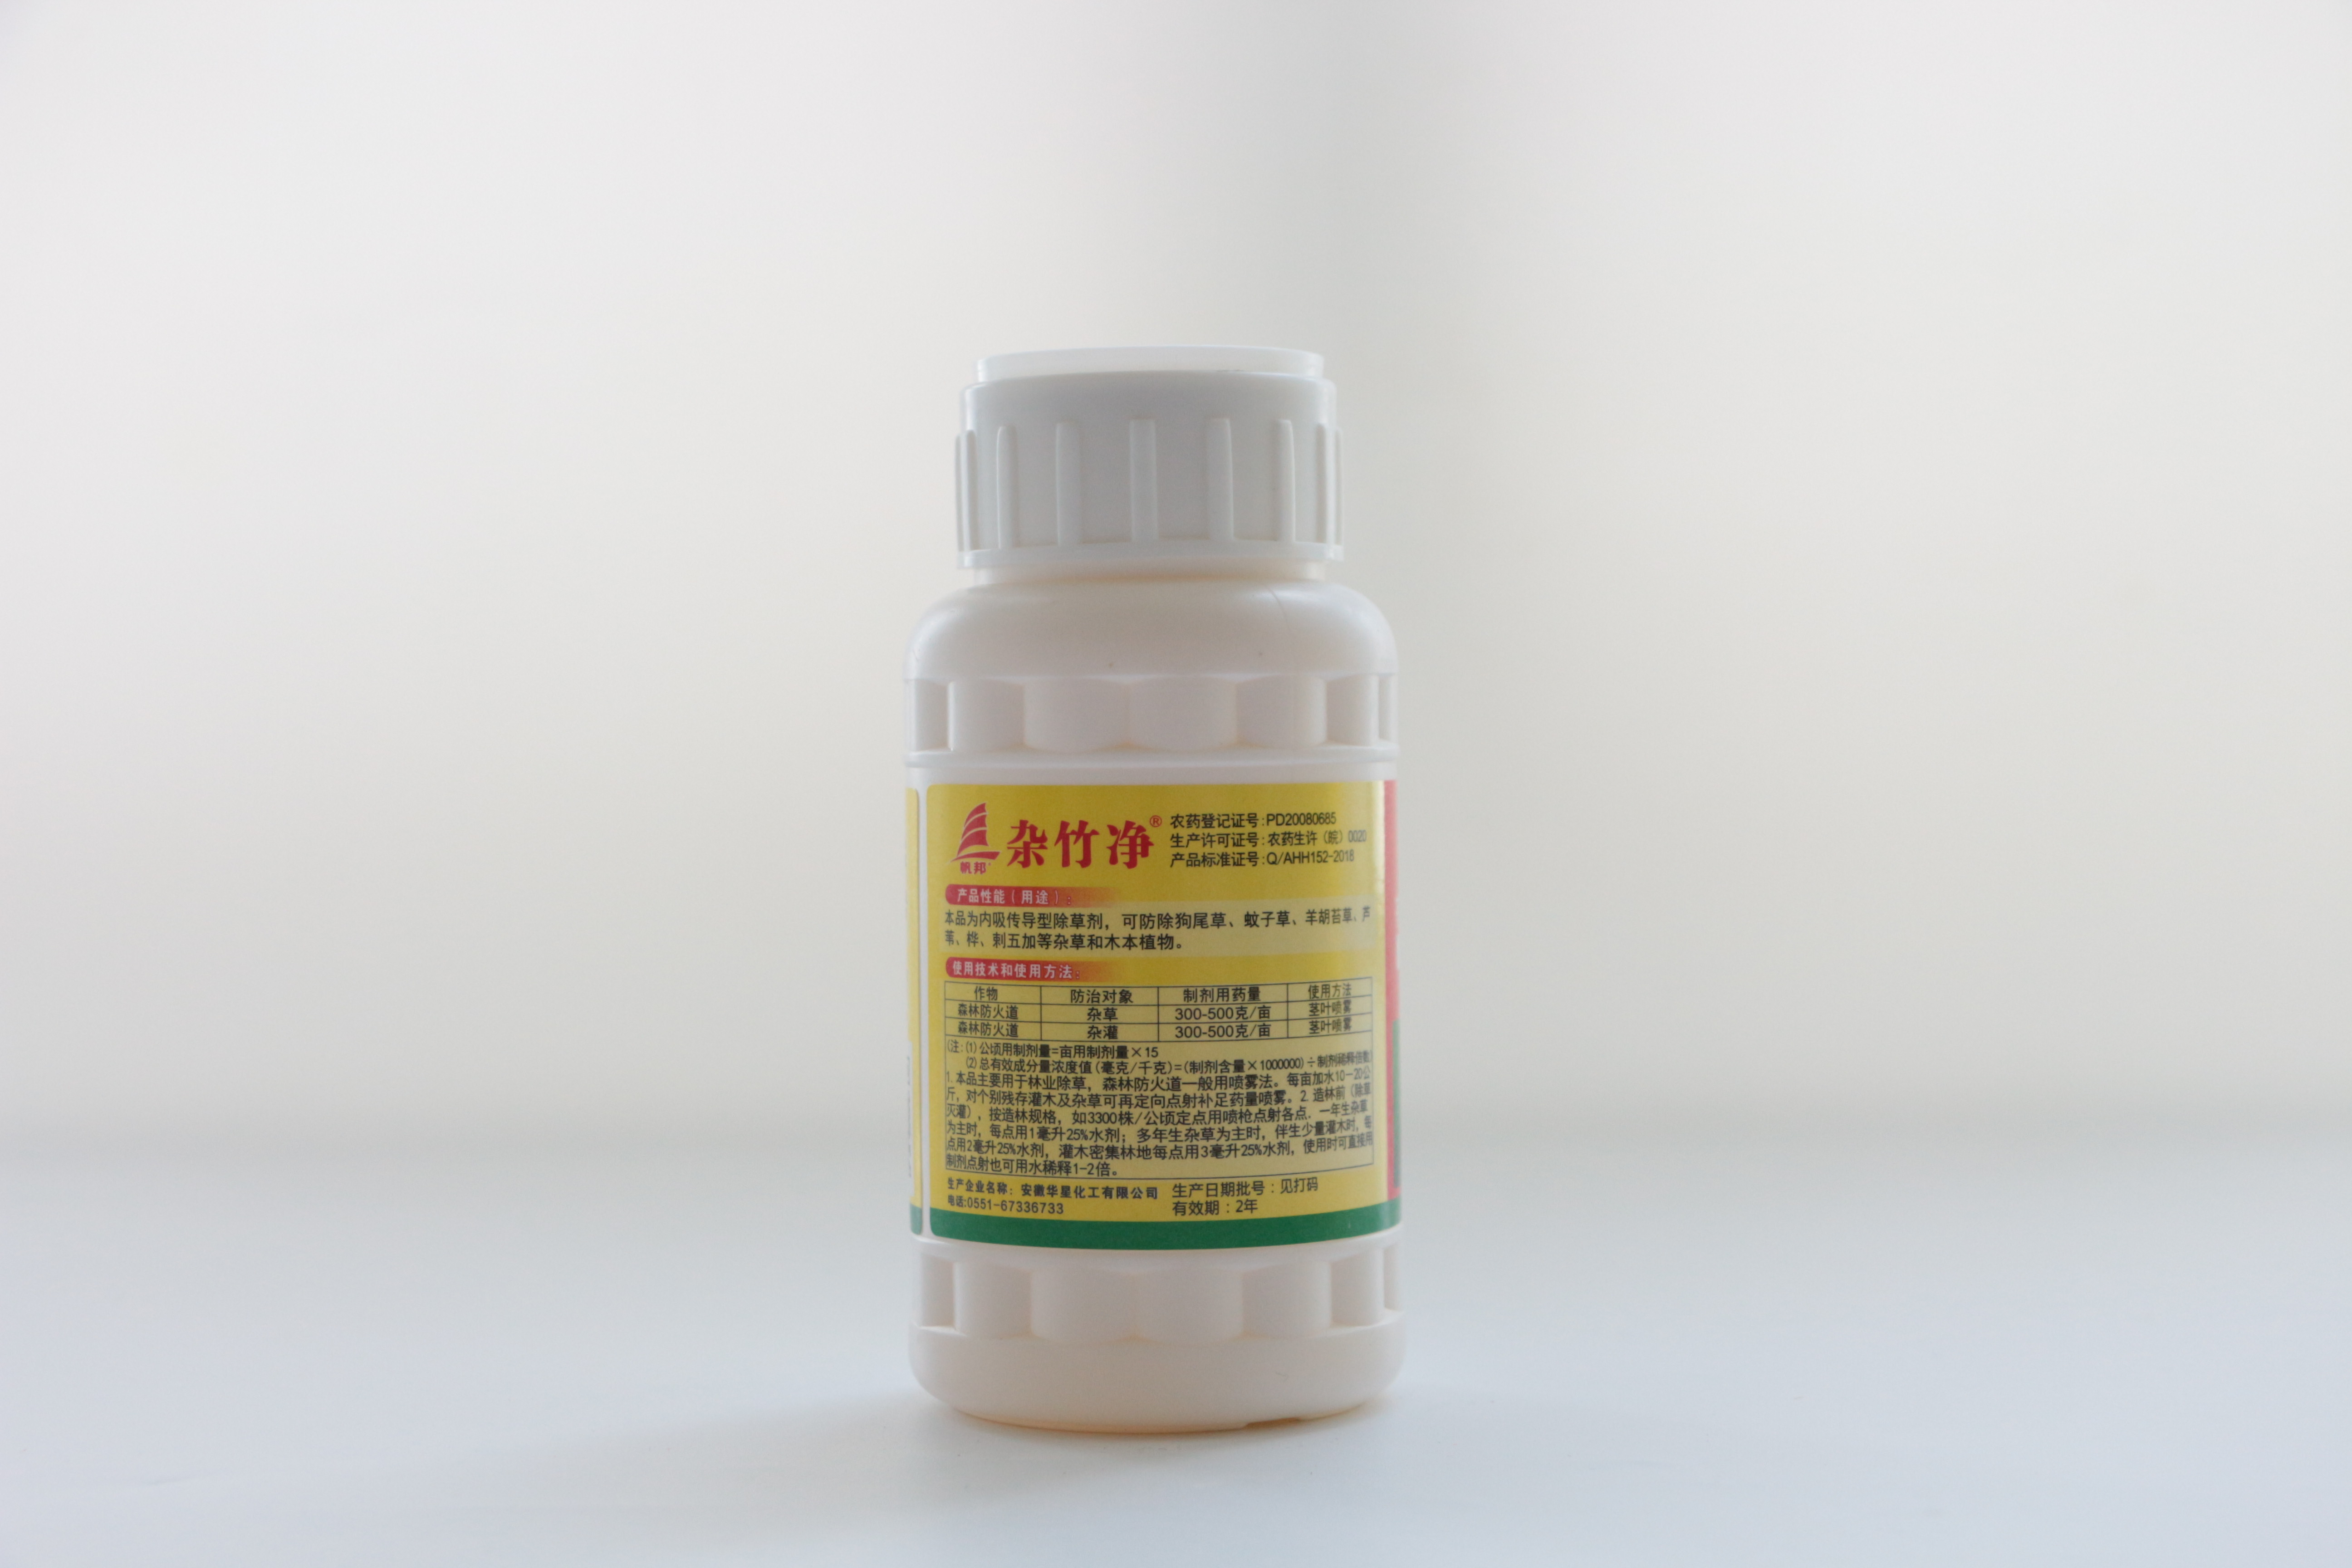 帆邦
杂竹净®
农药登记证号:PD20080685
生产许可证号:农药生许(皖)0020
产品标准证号:Q/AHH152-2018
产品性能(用途):
本品为内吸传导型除草剂，可防除狗尾草、蚊子草、羊胡苔草、芦
苇、桦、刺五加等杂草和木本植物。
使用技术和使用方法:
作物 防治对象 制剂用药量 使用方法
森林防火道 杂草 300-500克/亩 茎叶喷雾
森林防火道 杂灌 300-500克/亩 茎叶喷雾
(注:(1)公顷用制剂量=亩用制剂量×15
(2)总有效成分量浓度值(毫克/千克)=(制剂含量×1000000)÷制剂稀释倍数)
1.本品主要用于林业除草，森林防火道一般用喷雾法。每亩加水10-20公
斤，对个别残存灌木及杂草可再定向点射补足药量喷雾。2.造林前(除草
灭灌)，按造林规格，如3300株/公顷定点用喷枪点射各点.一年生杂草
为主时，每点用1毫升25%水剂；多年生杂草为主时，伴生少量灌木时，每
点用2毫升25%水剂，灌木密集林地每点用3毫升25%水剂，使用时可直接用
制剂点射也可用水稀释1-2倍。
生产企业名称：安徽华星化工有限公司 生产日期批号：见打码
电话:0551-67336733 有效期：2年